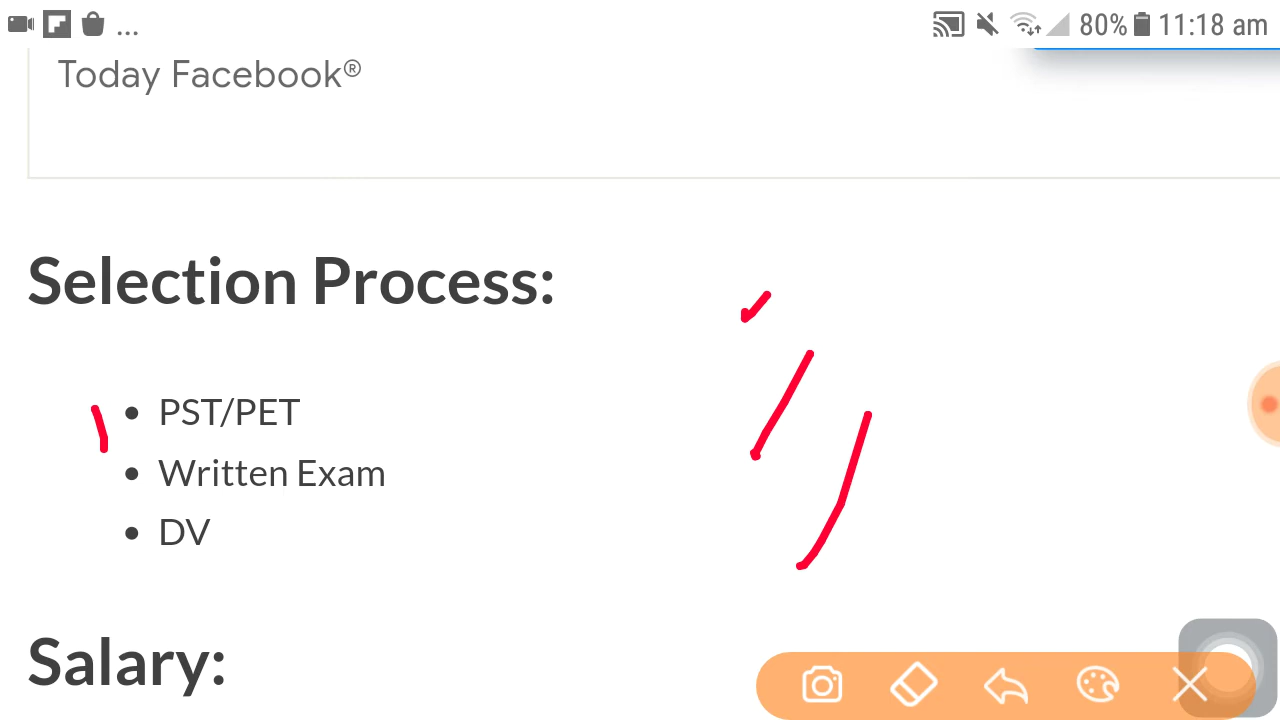 ... 80% 11:18 am
Today Facebook®
Selection Process:
• PST/PET
• Written Exam
• DV
Salary: